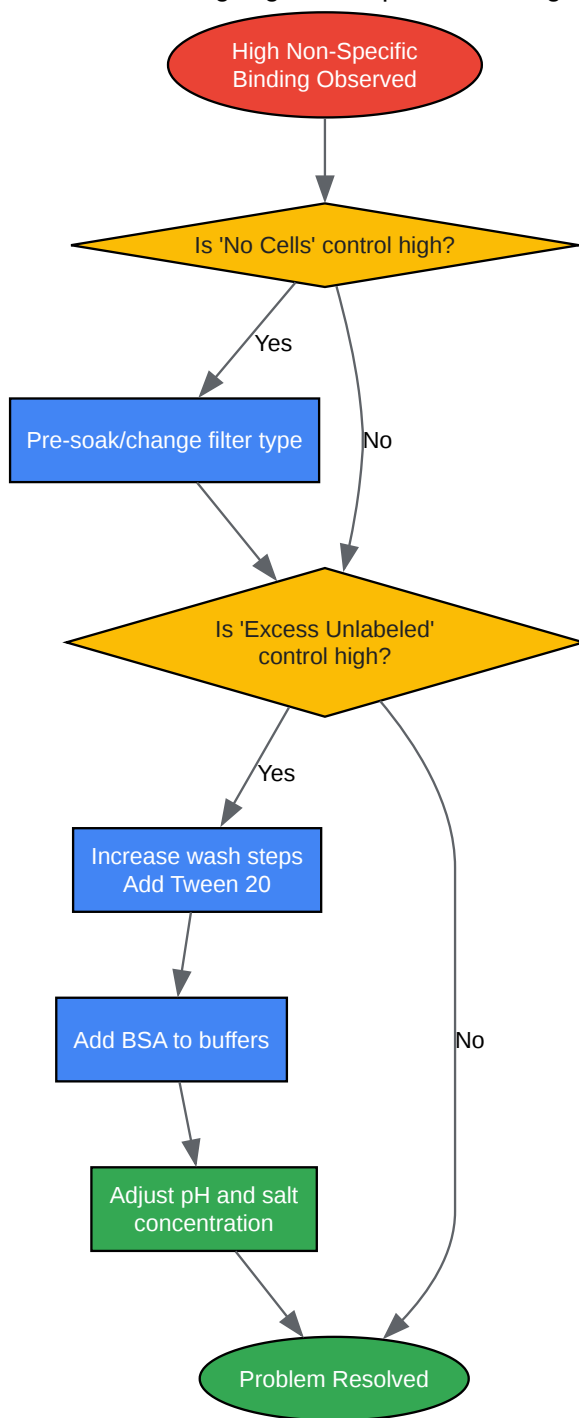 High Non-Specific
Binding Observed
Is 'No Cells' control high?
Yes
Pre-soak/change filter type
No
Is 'Excess Unlabeled'
control high?
Yes
Increase wash steps
Add Tween 20
Add BSA to buffers
No
Adjust pH and salt
concentration
Problem Resolved